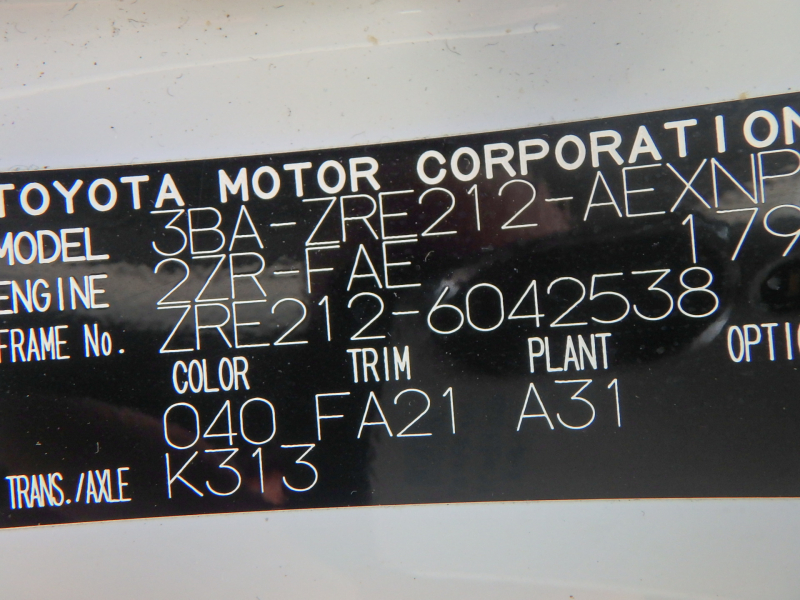 TOYOTA MOTOR CORPORATION
MODEL 3BA-ZRE212-AEXNP
ENGINE 2ZR-FAE 179
FRAME No. ZRE212-6042538
COLOR TRIM PLANT OPTIO
040 FA21 A31
TRANS./AXLE K313